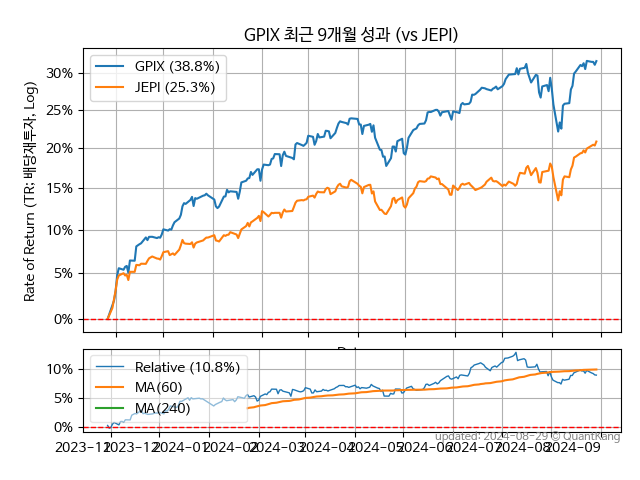 GPIX 최근 9개월 성과 (vs JEPI)
Rate of Return (TR: 배당재투자, Log)
30%
25%
20%
15%
10%
5%
0%
GPIX (38.8%)
JEPI (25.3%)
10%
5%
0%
Relative (10.8%)
MA(60)
MA(240)
2023-11 2023-12 2024-01 2024-02 2024-03 2024-04 2024-05 2024-06 2024-07 2024-08 2024-09
updated: 2024-08-29 © QuantKang